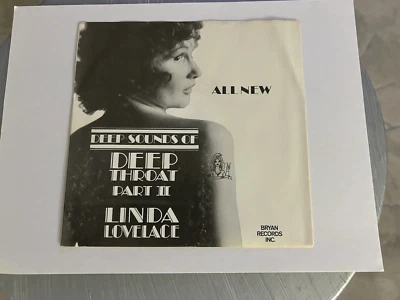 ALL NEW
DEEP SOUNDS OF
DEEP
THROAT
PART II
LINDA
LOVELACE
BRYAN
RECORDS
INC.